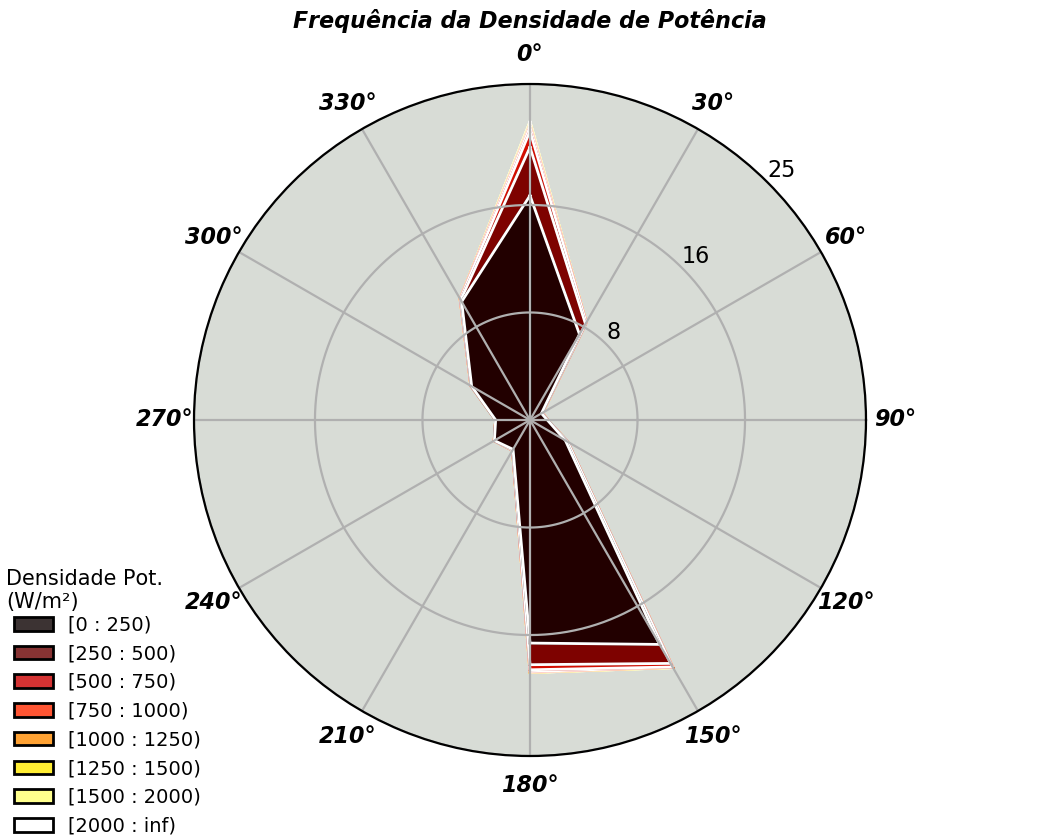 Frequência da Densidade de Potência
0°
330°
30°
25
300°
60°
16
8
270°
90°
240°
120°
210°
150°
180°
Densidade Pot.
(W/m²)
[0 : 250)
[250 : 500)
[500 : 750)
[750 : 1000)
[1000 : 1250)
[1250 : 1500)
[1500 : 2000)
[2000 : inf)